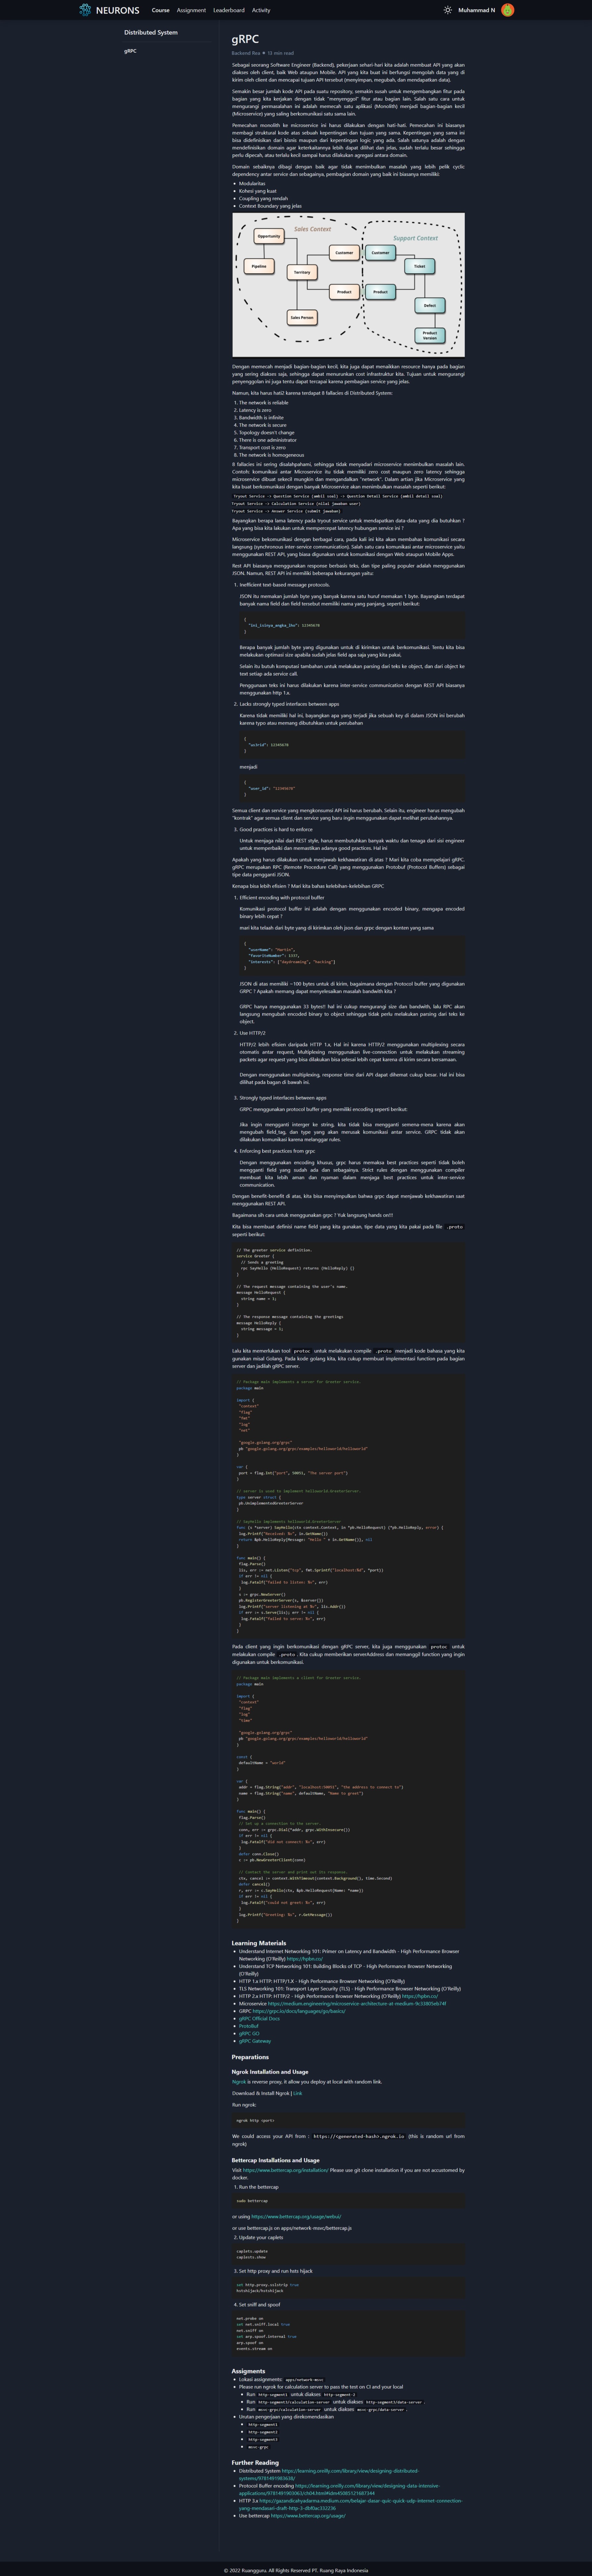 NEURONS
Course
Assignment
Leaderboard
Activity
Muhammad N
Distributed System
gRPC
gRPC
Backend Rea • 13 min read
Sebagai seorang Software Engineer (Backend), pekerjaan sehari-hari kita adalah membuat API yang akan
diakses oleh client, baik Web ataupun Mobile. API yang kita buat ini berfungsi mengolah data yang di
kirim oleh client dan mencapai tujuan API tersebut (menyimpan, mengubah, dan mendapatkan data).
Semakin besar jumlah kode API pada suatu repository, semakin susah untuk mengembangkan fitur pada
bagian yang kita kerjakan dengan tidak "menyenggol" fitur atau bagian lain. Salah satu cara untuk
mengurangi permasalahan ini adalah memecah satu aplikasi (Monolith) menjadi bagian-bagian kecil
(Microservice) yang saling berkomunikasi satu sama lain.
Pemecahan monolith ke microservice ini harus dilakukan dengan hati-hati. Pemecahan ini biasanya
membagi struktural kode atas sebuah kepentingan dan tujuan yang sama. Kepentingan yang sama ini
bisa didefinisikan dari bisnis maupun dari kepentingan logic yang ada. Salah satunya adalah dengan
mendefinisikan domain agar keterkaitannya lebih dapat dilihat dan jelas, sudah terlalu besar sehingga
perlu dipecah, atau terlalu kecil sampai harus dilakukan agregasi antara domain.
Domain sebaiknya dibagi dengan baik agar tidak menimbulkan masalah yang lebih pelik cyclic
dependency antar service dan sebagainya, pembagian domain yang baik ini biasanya memiliki:
Modularitas
Kohesi yang kuat
Coupling yang rendah
Context Boundary yang jelas
Sales Context
Support Context
Opportunity
Pipeline
Territory
Sales Person
Customer
Product
Customer
Product
Ticket
Defect
Product
Version
Dengan memecah menjadi bagian bagian kecil, kita juga dapat menaikkan resource hanya pada bagian
yang sering diakses saja, sehingga dapat menurunkan cost infrastruktur kita. Tujuan untuk mengurangi
penyenggolan ini juga tentu dapat tercapai karena pembagian service yang jelas.
Namun, kita harus hati2 karena terdapat 8 fallacies di Distributed System:
1. The network is reliable
2. Latency is zero
3. Bandwidth is infinite
4. The network is secure
5. Topology doesn't change
6. There is one administrator
7. Transport cost is zero
8. The network is homogeneous
8 fallacies ini sering disalahpahami, sehingga tidak menyadari microservice menimbulkan masalah lain.
Contoh: komunikasi antar Microservice itu tidak memiliki zero cost maupun zero latency sehingga
microservice dibuat sekecil mungkin dan mengandalkan "network". Dalam artian jika Microservice yang
kita buat berkomunikasi dengan banyak Microservice akan menimbulkan masalah seperti berikut:
Tryout Service -> Question Service (ambil soal) -> Question Detail Service (ambil detail soal)
Tryout Service -> Calculation Service (nilai jawaban user)
Tryout Service -> Answer Service (submit jawaban)
Bayangkan berapa lama latency pada tryout service untuk mendapatkan data-data yang dia butuhkan ?
Apa yang bisa kita lakukan untuk mempercepat latency hubungan service ini ?
Microservice bekomunikasi dengan berbagai cara, pada kali ini kita akan membahas komunikasi secara
langsung (synchronous inter-service communication). Salah satu cara komunikasi antar microservice yaitu
menggunakan REST API, yang biasa digunakan untuk komunikasi dengan Web ataupun Mobile Apps.
Rest API biasanya menggunakan response berbasis teks, dan tipe paling populer adalah menggunakan
JSON. Namun, REST API ini memiliki beberapa kekurangan yaitu:
1. Inefficient text-based message protocols.
JSON itu memakan jumlah byte yang banyak karena satu huruf memakan 1 byte. Bayangkan terdapat
banyak nama field dan field tersebut memiliki nama yang panjang, seperti berikut:
{
"ini_isinya_angka_lho": 12345678
}
Berapa banyak jumlah byte yang digunakan untuk di kirimkan untuk berkomunikasi. Tentu kita bisa
melakukan optimasi size apabila sudah jelas field apa saja yang kita pakai,
Selain itu butuh komputasi tambahan untuk melakukan parsing dari teks ke object, dan dari object ke
text setiap ada service call.
Penggunaan teks ini harus dilakukan karena inter-service communication dengan REST API biasanya
menggunakan http 1.x.
2. Lacks strongly typed interfaces between apps
Karena tidak memiliki hal ini, bayangkan apa yang terjadi jika sebuah key di dalam JSON ini berubah
karena typo atau memang dibutuhkan untuk perubahan
{
"us3rid": 12345678
}
menjadi
{
"user_id": "12345678"
}
Semua client dan service yang mengkonsumsi API ini harus berubah. Selain itu, engineer harus mengubah
"kontrak" agar semua client dan service yang baru ingin menggunakan dapat melihat perubahannya.
3. Good practices is hard to enforce
Untuk menjaga nilai dari REST style, harus membutuhkan banyak waktu dan tenaga dari sisi engineer
untuk memperbaiki dan memastikan adanya good practices. Hal ini
Apakah yang harus dilakukan untuk menjawab kekhawatiran di atas ? Mari kita coba mempelajari gRPC.
gRPC merupakan RPC (Remote Procedure Call) yang menggunakan Protobuf (Protocol Buffers) sebagai
tipe data pengganti JSON.
Kenapa bisa lebih efisien ? Mari kita bahas kelebihan-kelebihan GRPC
1. Efficient encoding with protocol buffer
Komunikasi protocol buffer ini adalah dengan menggunakan encoded binary, mengapa encoded
binary lebih cepat ?
mari kita telaah dari byte yang di kirimkan oleh json dan grpc dengan konten yang sama
{
"userName": "Martin",
"favoriteNumber": 1337,
"interests": ["daydreaming", "hacking"]
}
JSON di atas memiliki ~100 bytes untuk di kirim, bagaimana dengan Protocol buffer yang digunakan
GRPC ? Apakah memang dapat menyelesaikan masalah bandwith kita ?
GRPC hanya menggunakan 33 bytes!! hal ini cukup mengurangi size dan bandwith, lalu RPC akan
langsung mengubah encoded binary to object sehingga tidak perlu melakukan parsing dari teks ke
object.
2. Use HTTP/2
HTTP/2 lebih efisien daripada HTTP 1.x, Hal ini karena HTTP/2 menggunakan multiplexing secara
otomatis antar request, Multiplexing menggunakan live-connection untuk melakukan streaming
packets agar request yang bisa dilakukan bisa selesai lebih cepat karena di kirim secara bersamaan.
Dengan menggunakan multiplexing, response time dari API dapat dihemat cukup besar. Hal ini bisa
dilihat pada bagan di bawah ini.
3. Strongly typed interfaces between apps
GRPC menggunakan protocol buffer yang memiliki encoding seperti berikut:
Jika ingin mengganti interger ke string, kita tidak bisa mengganti semena-mena karena akan
mengubah field_tag, dan type yang akan merusak komunikasi antar service. GRPC tidak akan
dilakukan komunikasi karena melanggar rules.
4. Enforcing best practices from grpc
Dengan menggunakan encoding khusus, grpc harus memaksa best practices seperti tidak boleh
mengganti field yang sudah ada dan sebagainya. Strict rules dengan menggunakan compiler
membuat kita lebih aman dan nyaman dalam menjaga best practices untuk inter-service
communication.
Dengan benefit-benefit di atas, kita bisa menyimpulkan bahwa grpc dapat menjawab kekhawatiran saat
menggunakan REST API.
Bagaimana sih cara untuk menggunakan grpc ? Yuk langsung hands on!!!
Kita bisa membuat definisi name field yang kita gunakan, tipe data yang kita pakai pada file .proto
seperti berikut:
// The greeter service definition.
service Greeter {
// Sends a greeting
rpc SayHello (HelloRequest) returns (HelloReply) {}
}
// The request message containing the user's name.
message HelloRequest {
string name = 1;
}
// The response message containing the greetings
message HelloReply {
string message = 1;
}
Lalu kita memerlukan tool protoc untuk melakukan compile .proto menjadi kode bahasa yang kita
gunakan misal Golang. Pada kode golang kita, kita cukup membuat implementasi function pada bagian
server dan jadilah gRPC server.
// Package main implements a server for Greeter service.
package main
import (
"context"
"flag"
"fmt"
"log"
"net"
"google.golang.org/grpc"
pb "google.golang.org/grpc/examples/helloworld/helloworld"
)
var (
port = flag.Int("port", 50051, "The server port")
)
// server is used to implement helloworld.GreeterServer.
type server struct {
pb.UnimplementedGreeterServer
}
// SayHello implements helloworld.GreeterServer
func (s *server) SayHello(ctx context.Context, in *pb.HelloRequest) (*pb.HelloReply, error) {
log.Printf("Received: %v", in.GetName())
return &pb.HelloReply{Message: "Hello " + in.GetName()}, nil
}
func main() {
flag.Parse()
lis, err := net.Listen("tcp", fmt.Sprintf("localhost:%d", *port))
if err != nil {
log.Fatalf("failed to listen: %v", err)
}
s := grpc.NewServer()
pb.RegisterGreeterServer(s, &server{})
log.Printf("server listening at %v", lis.Addr())
if err := s.Serve(lis); err != nil {
log.Fatalf("failed to serve: %v", err)
}
}
Pada client yang ingin berkomunikasi dengan gRPC server, kita juga menggunakan protoc untuk
melakukan compile .proto. Kita cukup memberikan serverAddress dan memanggil function yang ingin
digunakan untuk berkomunikasi.
// Package main implements a client for Greeter service.
package main
import (
"context"
"flag"
"log"
"time"
"google.golang.org/grpc"
pb "google.golang.org/grpc/examples/helloworld/helloworld"
)
const (
defaultName = "world"
)
var (
addr = flag.String("addr", "localhost:50051", "the address to connect to")
name = flag.String("name", defaultName, "Name to greet")
)
func main() {
flag.Parse()
// Set up a connection to the server.
conn, err := grpc.Dial(*addr, grpc.WithInsecure())
if err != nil {
log.Fatalf("did not connect: %v", err)
}
defer conn.Close()
c := pb.NewGreeterClient(conn)
// Contact the server and print out its response.
ctx, cancel := context.WithTimeout(context.Background(), time.Second)
defer cancel()
r, err := c.SayHello(ctx, &pb.HelloRequest{Name: *name})
if err != nil {
log.Fatalf("could not greet: %v", err)
}
log.Printf("Greeting: %s", r.GetMessage())
}
Learning Materials
Understand Internet Networking 101: Primer on Latency and Bandwidth - High Performance Browser
Networking (O'Reilly) https://hpbn.co/
Understand TCP Networking 101: Building Blocks of TCP - High Performance Browser Networking
(O'Reilly)
HTTP 1.x HTTP: HTTP/1.X - High Performance Browser Networking (O'Reilly)
TLS Networking 101: Transport Layer Security (TLS) - High Performance Browser Networking (O'Reilly)
HTTP 2.x HTTP: HTTP/2 - High Performance Browser Networking (O'Reilly) https://hpbn.co/
Microservice https://medium.engineering/microservice-architecture-at-medium-9c33805eb74f
GRPC https://grpc.io/docs/languages/go/basics/
gRPC Official Docs
ProtoBuf
gRPC GO
gRPC Gateway
Preparations
Ngrok Installation and Usage
Ngrok is reverse proxy, it allow you deploy at local with random link.
Download & Install Ngrok | Link
Run ngrok:
ngrok http <port>
We could access your API from : https://<generated-hash>.ngrok.io (this is random url from
ngrok)
Bettercap Installations and Usage
Visit https://www.bettercap.org/installation/ Please use git clone installation if you are not accustomed by
docker.
1. Run the bettercap
sudo bettercap
or using https://www.bettercap.org/usage/webui/
or use bettercap.js on apps/network-msvc/bettercap.js
2. Update your caplets
caplets.update
caplests.show
3. Set http proxy and run hsts hijack
set http.proxy.sslstrip true
hstshijack/hstshijack
4. Set sniff and spoof
net.probe on
set net.sniff.local true
net.sniff on
set arp.spoof.internal true
arp.spoof on
events.stream on
Assigments
Lokasi assignments: apps/network-msvc
Please run ngrok for calculation server to pass the test on CI and your local
Run http-segment1 untuk diakses http-segment-3
Run http-segment3/calculation-server untuk diakses http-segment3/data-server.
Run msvc-grpc/calculation-server untuk diakses msvc-grpc/data-server.
Urutan pengerjaan yang direkomendasikan
http-segment1
http-segment2
http-segment3
msvc-grpc
Further Reading
Distributed System https://learning.oreilly.com/library/view/designing-distributed-
systems/9781491983638/
Protocol Buffer encoding https://learning.oreilly.com/library/view/designing-data-intensive-
applications/9781491903063/ch04.html#idm45085121687344
HTTP 3.x https://gazandicahyadarma.medium.com/belajar-dasar-quic-quick-udp-internet-connection-
yang-mendasari-draft-http-3-dbf0ac332236
Use bettercap https://www.bettercap.org/usage/
© 2022 Ruangguru. All Rights Reserved PT. Ruang Raya Indonesia